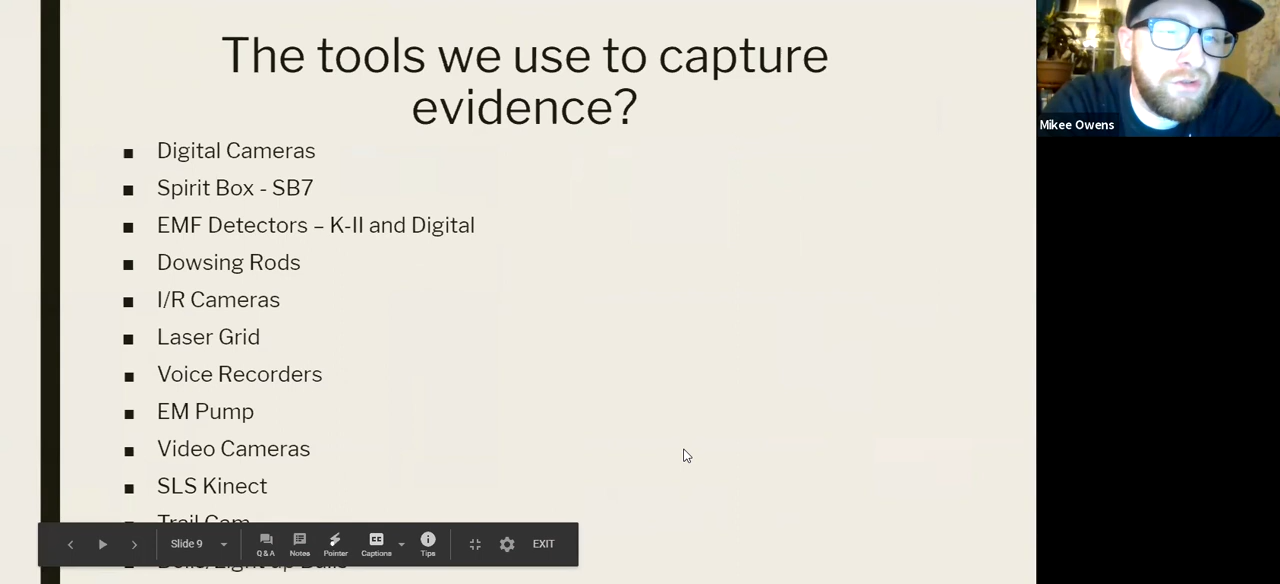 The tools we use to capture
evidence?
■ Digital Cameras
■ Spirit Box - SB7
■ EMF Detectors – K-II and Digital
■ Dowsing Rods
■ I/R Cameras
■ Laser Grid
■ Voice Recorders
■ EM Pump
■ Video Cameras
■ SLS Kinect
Trail Cam
Slide 9
Q & A
Notes
Pointer
Captions
Tips
EXIT
Mikee Owens